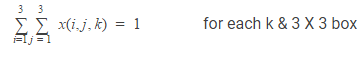 3 3
∑ ∑ x(i,j,k) = 1 for each k & 3 X 3 box
i=1 j=1